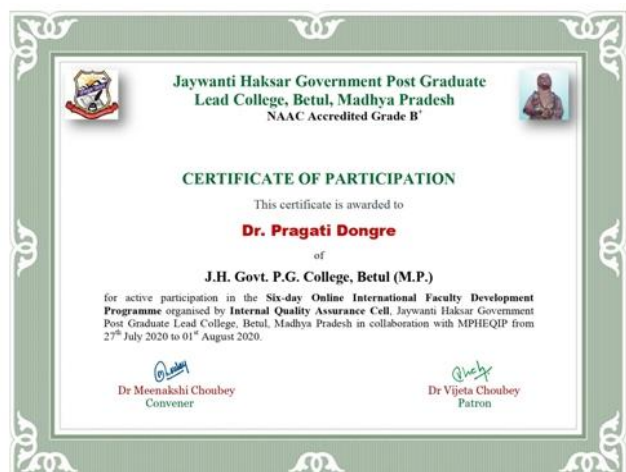 Jaywanti Haksar Government Post Graduate
Lead College, Betul, Madhya Pradesh
NAAC Accredited Grade B+
CERTIFICATE OF PARTICIPATION
This certificate is awarded to
Dr. Pragati Dongre
of
J.H. Govt. P.G. College, Betul (M.P.)
for active participation in the Six-day Online International Faculty Development
Programme organised by Internal Quality Assurance Cell, Jaywanti Haksar Government
Post Graduate Lead College, Betul, Madhya Pradesh in collaboration with MPHEQIP from
27th July 2020 to 01st August 2020.
Dr Meenakshi Choubey
Convener
Dr Vijeta Choubey
Patron